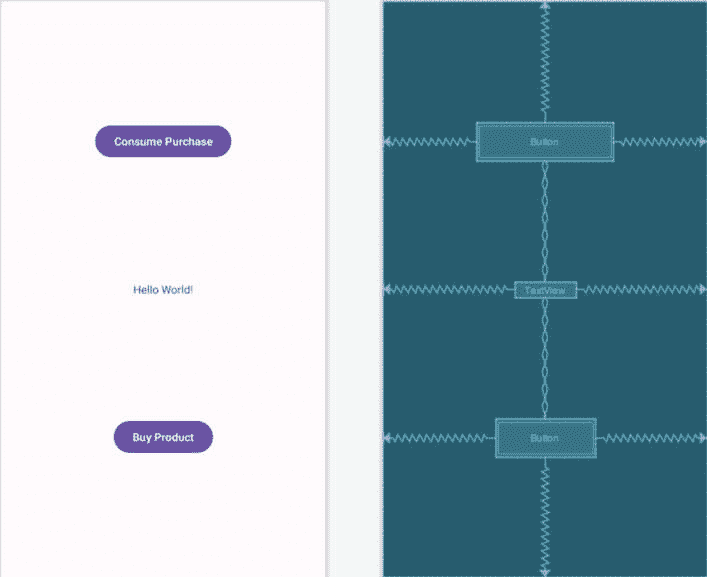 Consume Purchase
Button
Hello World!
TextView
Buy Product
Button